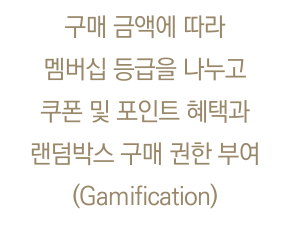 구매 금액에 따라
멤버십 등급을 나누고
쿠폰 및 포인트 혜택과
랜덤박스 구매 권한 부여
(Gamification)